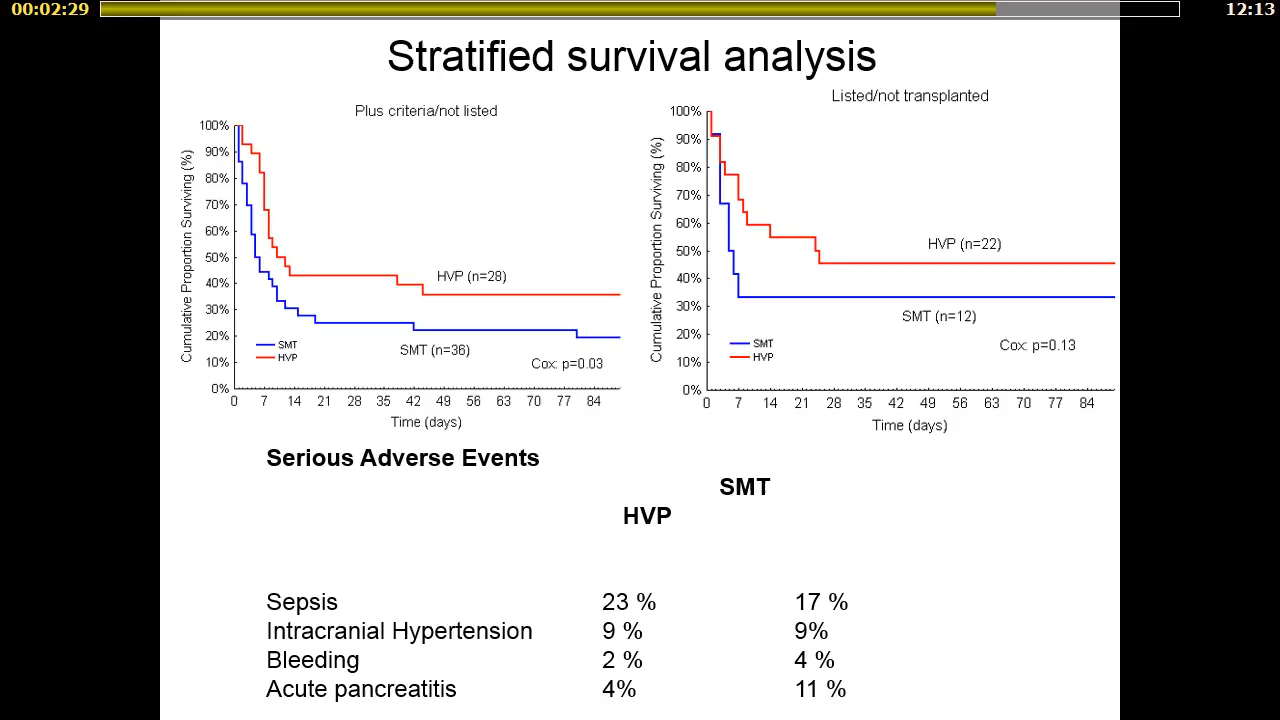 00:02:29
12:13
Stratified survival analysis
Plus criteria/not listed
Cumulative Proportion Surviving (%)
100%
90%
80%
70%
60%
50%
40%
30%
20%
10%
0%
HVP (n=28)
SMT (n=36)
SMT
HVP
Cox: p=0.03
0 7 14 21 28 35 42 49 56 63 70 77 84
Time (days)
Listed/not transplanted
Cumulative Proportion Surviving (%)
100%
90%
80%
70%
60%
50%
40%
30%
20%
10%
0%
HVP (n=22)
SMT (n=12)
SMT
HVP
Cox: p=0.13
0 7 14 21 28 35 42 49 56 63 70 77 84
Time (days)
Serious Adverse Events
SMT
HVP
Sepsis 23 % 17 %
Intracranial Hypertension 9 % 9%
Bleeding 2 % 4 %
Acute pancreatitis 4% 11 %